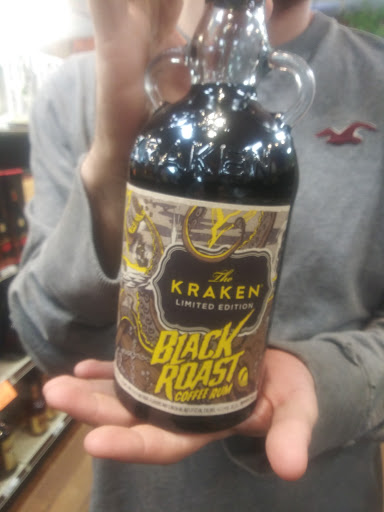 KRAKEN
The
KRAKEN
LIMITED EDITION
BLACK
ROAST
COFFEE RUM